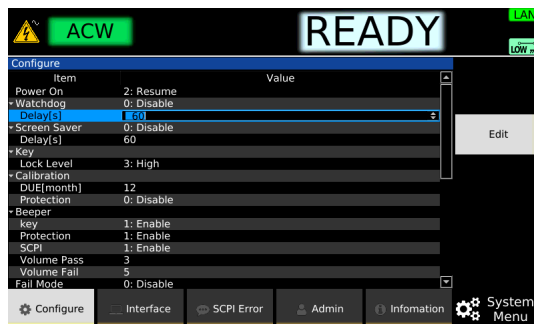 ACW
READY
LAN
LOW
Configure
Item Value
Power On 2: Resume
Watchdog 0: Disable
Delay[s] 60
Screen Saver 0: Disable
Delay[s] 60
Key
Lock Level 3: High
Calibration
DUE[month] 12
Protection 0: Disable
Beeper
key 1: Enable
Protection 1: Enable
SCPI 1: Enable
Volume Pass 3
Volume Fail 5
Fail Mode 0: Disable
Edit
Configure Interface SCPI Error Admin Infomation
System
Menu